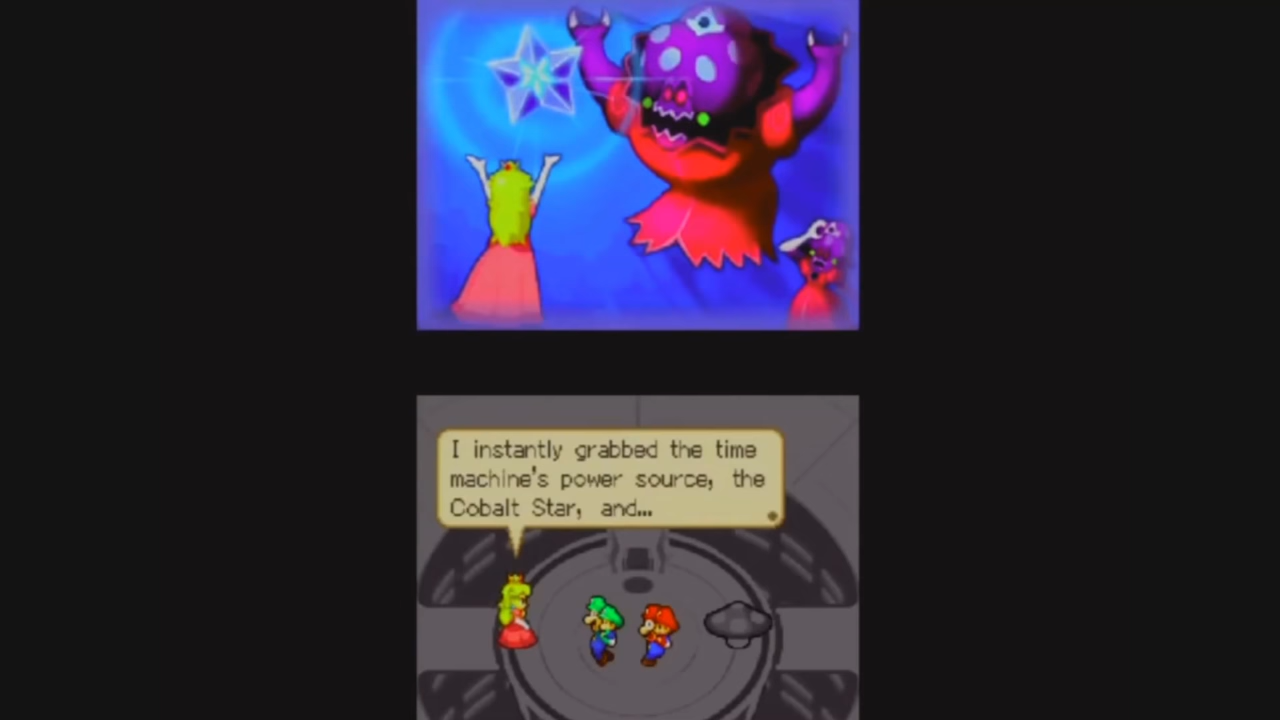 I instantly grabbed the time
machine's power source, the
Cobalt Star, and...